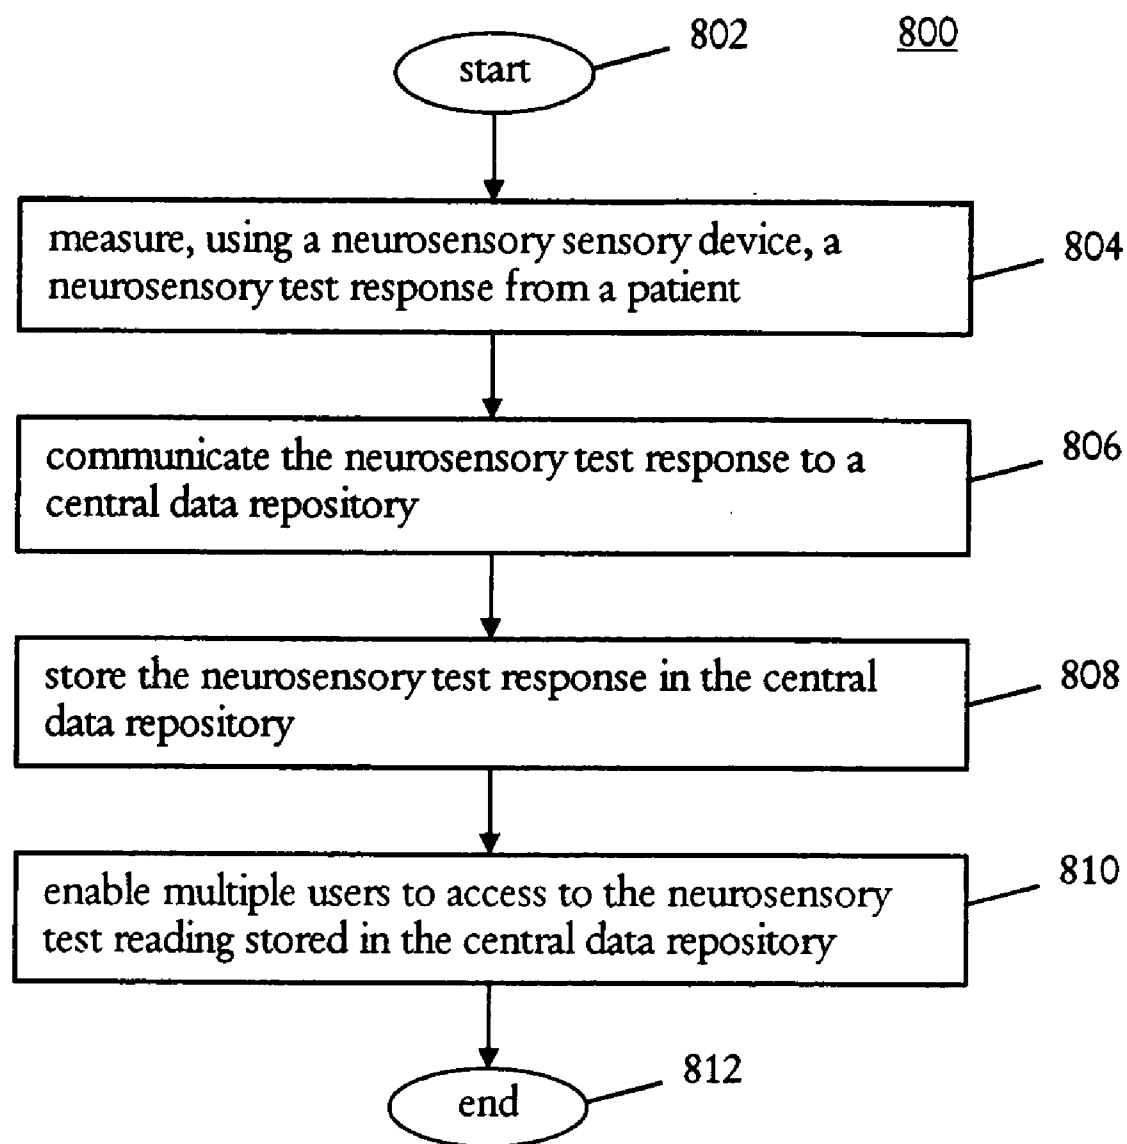 802
800
start
measure, using a neurosensory sensory device, a
neurosensory test response from a patient
804
communicate the neurosensory test response to a
central data repository
806
store the neurosensory test response in the central
data repository
808
enable multiple users to access to the neurosensory
test reading stored in the central data repository
810
end
812